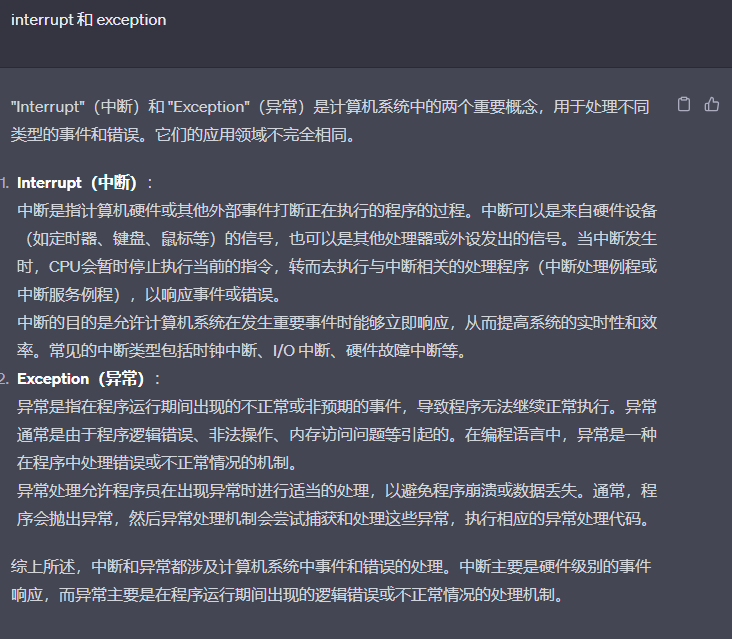 interrupt 和 exception
"Interrupt"（中断）和 "Exception"（异常）是计算机系统中的两个重要概念，用于处理不同
类型的事件和错误。它们的应用领域不完全相同。
1. Interrupt（中断）：
中断是指计算机硬件或其他外部事件打断正在执行的程序的过程。中断可以是来自硬件设备
（如定时器、键盘、鼠标等）的信号，也可以是其他处理器或外设发出的信号。当中断发生
时，CPU会暂时停止执行当前的指令，转而去执行与中断相关的处理程序（中断处理例程或
中断服务例程），以响应事件或错误。
中断的目的是允许计算机系统在发生重要事件时能够立即响应，从而提高系统的实时性和效
率。常见的中断类型包括时钟中断、I/O 中断、硬件故障中断等。
2. Exception（异常）：
异常是指在程序运行期间出现的不正常或非预期的事件，导致程序无法继续正常执行。异常
通常是由于程序逻辑错误、非法操作、内存访问问题等引起的。在编程语言中，异常是一种
在程序中处理错误或不正常情况的机制。
异常处理允许程序员在出现异常时进行适当的处理，以避免程序崩溃或数据丢失。通常，程
序会抛出异常，然后异常处理机制会尝试捕获和处理这些异常，执行相应的异常处理代码。
综上所述，中断和异常都涉及计算机系统中事件和错误的处理。中断主要是硬件级别的事件
响应，而异常主要是在程序运行期间出现的逻辑错误或不正常情况的处理机制。